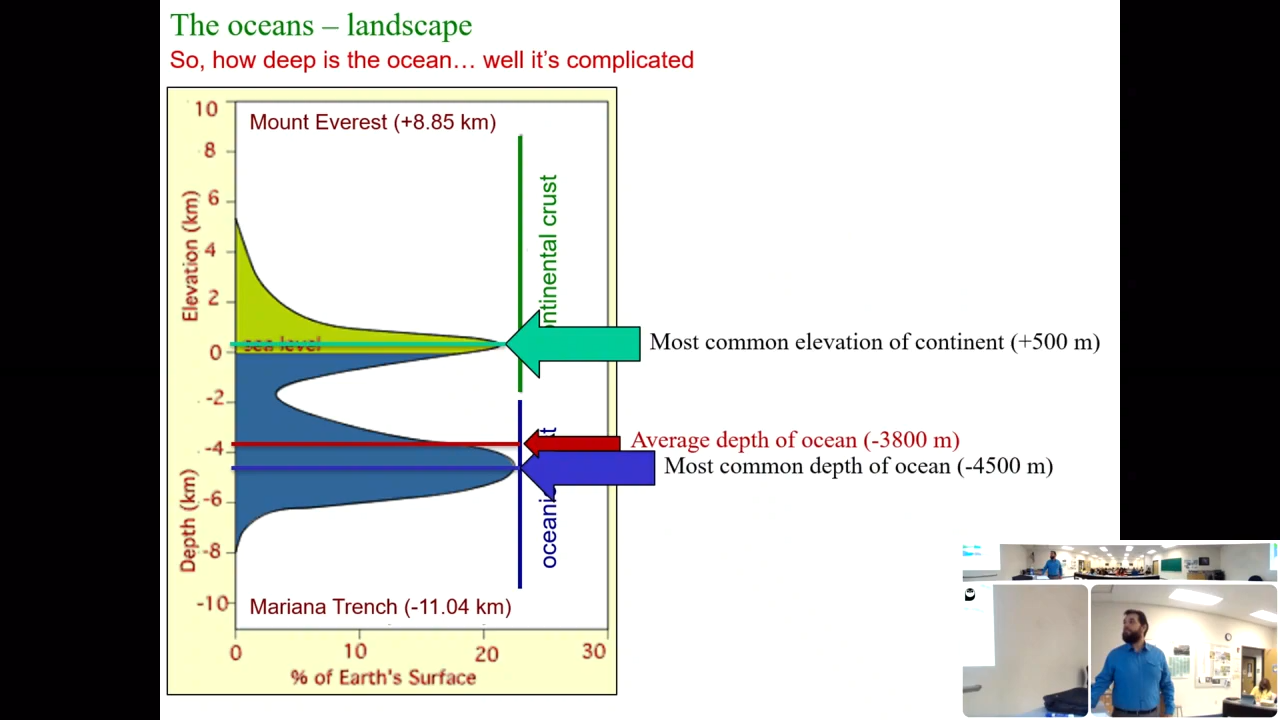 The oceans – landscape
So, how deep is the ocean… well it's complicated
Mount Everest (+8.85 km)
Elevation (km)
Depth (km)
10
8
6
4
2
0
-2
-4
-6
-8
-10
sea level
Most common elevation of continent (+500 m)
Average depth of ocean (-3800 m)
Most common depth of ocean (-4500 m)
Mariana Trench (-11.04 km)
0
10
20
30
% of Earth's Surface
crust